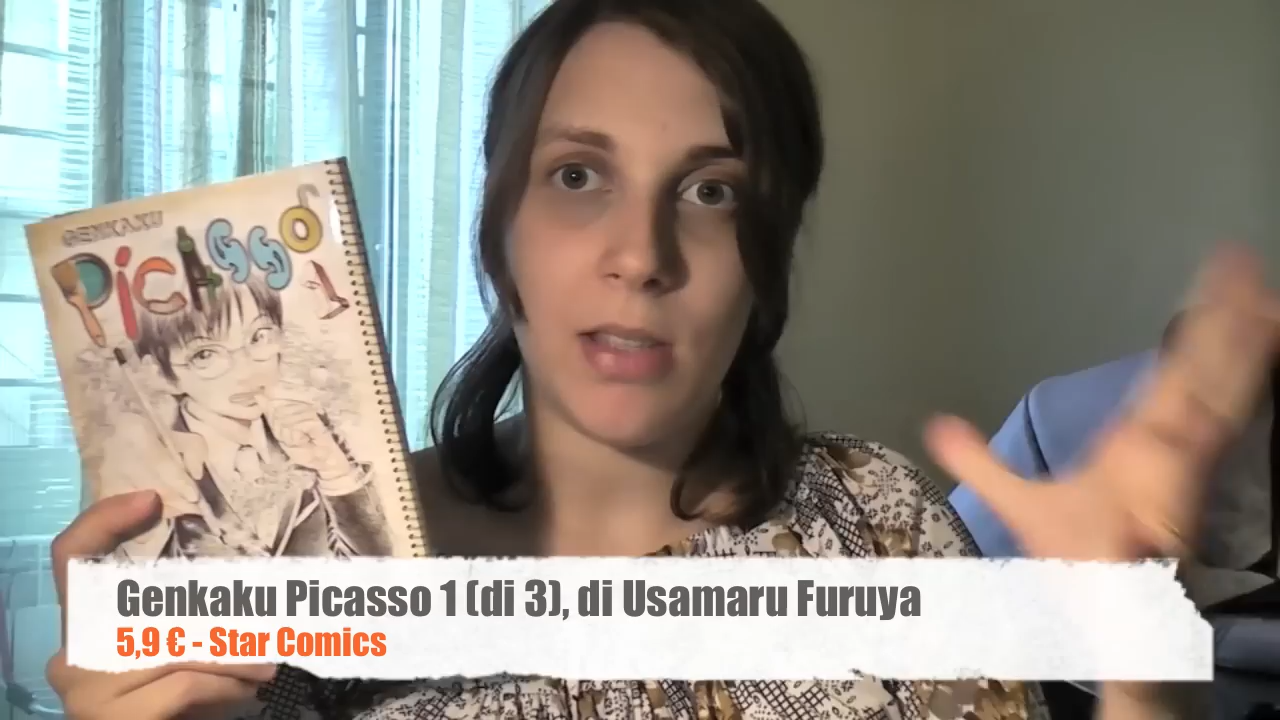 GENKAKU
Picasso
1
Genkaku Picasso 1 (di 3), di Usamaru Furuya
5,9 € - Star Comics